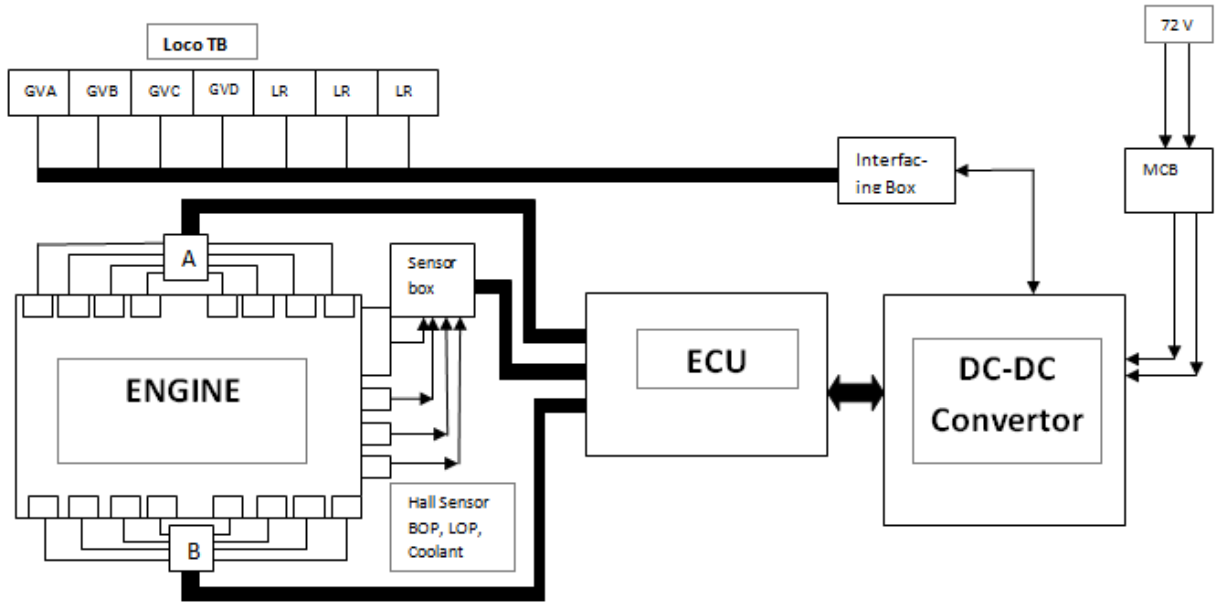 Loco TB
72 V
GVA GVB GVC GVD LR LR LR
Interfac-
ing Box
MCB
A
Sensor
box
ENGINE
ECU
DC-DC
Convertor
Hall Sensor
BOP, LOP,
Coolant
B